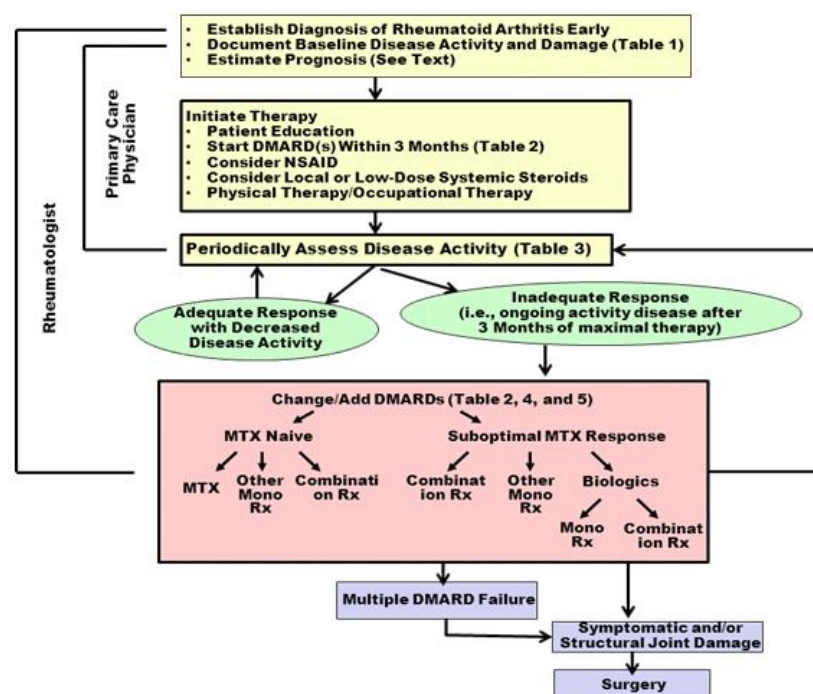 • Establish Diagnosis of Rheumatoid Arthritis Early
• Document Baseline Disease Activity and Damage (Table 1)
• Estimate Prognosis (See Text)
Primary Care
Physician
Rheumatologist
Initiate Therapy
• Patient Education
• Start DMARD(s) Within 3 Months (Table 2)
• Consider NSAID
• Consider Local or Low-Dose Systemic Steroids
• Physical Therapy/Occupational Therapy
Periodically Assess Disease Activity (Table 3)
Adequate Response
with Decreased
Disease Activity
Inadequate Response
(i.e., ongoing activity disease after
3 Months of maximal therapy)
Change/Add DMARDs (Table 2, 4, and 5)
MTX Naive
Suboptimal MTX Response
MTX
Other
Mono
Rx
Combinati
on Rx
Combinat
ion Rx
Other
Mono
Rx
Biologics
Mono
Rx
Combinat
ion Rx
Multiple DMARD Failure
Symptomatic and/or
Structural Joint Damage
Surgery